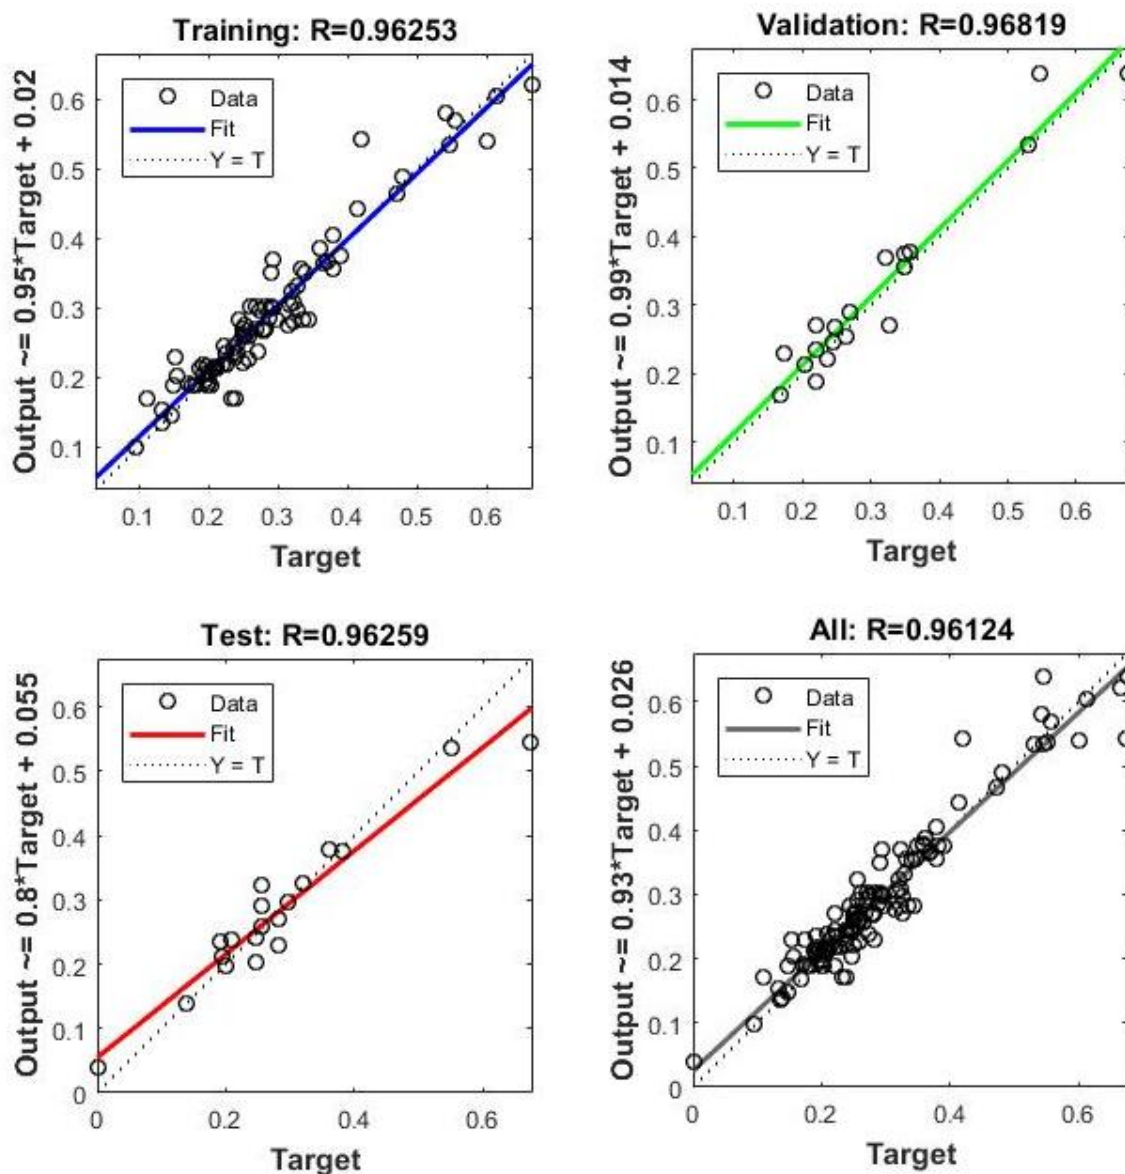 Training: R=0.96253
Output ~= 0.95*Target + 0.02
0.6
0.5
0.4
0.3
0.2
0.1
Data
Fit
Y = T
0.1 0.2 0.3 0.4 0.5 0.6
Target
Validation: R=0.96819
Output ~= 0.99*Target + 0.014
0.6
0.5
0.4
0.3
0.2
0.1
Data
Fit
Y = T
0.1 0.2 0.3 0.4 0.5 0.6
Target
Test: R=0.96259
Output ~= 0.8*Target + 0.055
0.6
0.5
0.4
0.3
0.2
0.1
0
Data
Fit
Y = T
0 0.2 0.4 0.6
Target
All: R=0.96124
Output ~= 0.93*Target + 0.026
0.6
0.5
0.4
0.3
0.2
0.1
0
Data
Fit
Y = T
0 0.2 0.4 0.6
Target